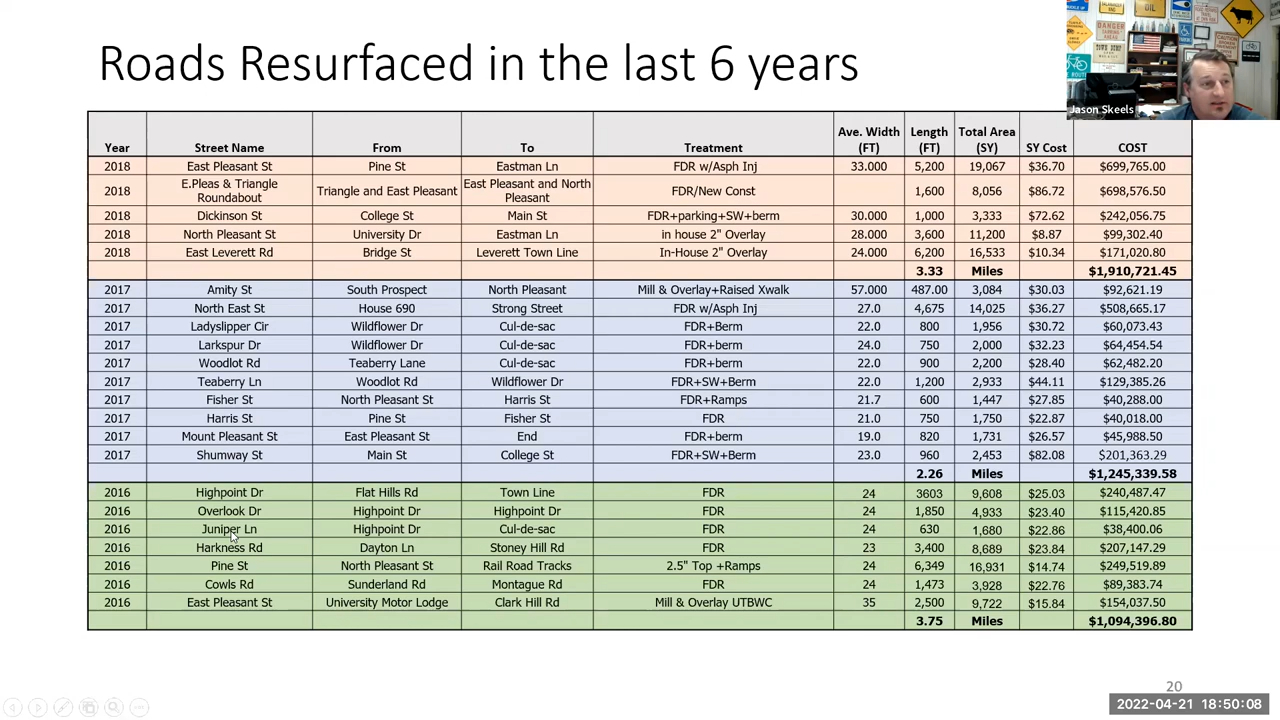 Roads Resurfaced in the last 6 years
Jason Skeels
Year Street Name From To Treatment Ave. Width (FT) Length (FT) Total Area (SY) SY Cost COST
2018 East Pleasant St Pine St Eastman Ln FDR w/Asph Inj 33.000 5,200 19,067 $36.70 $699,765.00
2018 E.Pleas & Triangle Roundabout Triangle and East Pleasant East Pleasant and North Pleasant FDR/New Const 1,600 8,056 $86.72 $698,576.50
2018 Dickinson St College St Main St FDR+parking+SW+berm 30.000 1,000 3,333 $72.62 $242,056.75
2018 North Pleasant St University Dr Eastman Ln in house 2" Overlay 28.000 3,600 11,200 $8.87 $99,302.40
2018 East Leverett Rd Bridge St Leverett Town Line In-House 2" Overlay 24.000 6,200 16,533 $10.34 $171,020.80
3.33 Miles $1,910,721.45
2017 Amity St South Prospect North Pleasant Mill & Overlay+Raised Xwalk 57.000 487.00 3,084 $30.03 $92,621.19
2017 North East St House 690 Strong Street FDR w/Asph Inj 27.0 4,675 14,025 $36.27 $508,665.17
2017 Ladyslipper Cir Wildflower Dr Cul-de-sac FDR+Berm 22.0 800 1,956 $30.72 $60,073.43
2017 Larkspur Dr Wildflower Dr Cul-de-sac FDR+berm 24.0 750 2,000 $32.23 $64,454.54
2017 Woodlot Rd Teaberry Lane Cul-de-sac FDR+berm 22.0 900 2,200 $28.40 $62,482.20
2017 Teaberry Ln Woodlot Rd Wildflower Dr FDR+SW+Berm 22.0 1,200 2,933 $44.11 $129,385.26
2017 Fisher St North Pleasant St Harris St FDR+Ramps 21.7 600 1,447 $27.85 $40,288.00
2017 Harris St Pine St Fisher St FDR 21.0 750 1,750 $22.87 $40,018.00
2017 Mount Pleasant St East Pleasant St End FDR+berm 19.0 820 1,731 $26.57 $45,988.50
2017 Shumway St Main St College St FDR+SW+Berm 23.0 960 2,453 $82.08 $201,363.29
2.26 Miles $1,245,339.58
2016 Highpoint Dr Flat Hills Rd Town Line FDR 24 3603 9,608 $25.03 $240,487.47
2016 Overlook Dr Highpoint Dr Highpoint Dr FDR 24 1,850 4,933 $23.40 $115,420.85
2016 Juniper Ln Highpoint Dr Cul-de-sac FDR 24 630 1,680 $22.86 $38,400.06
2016 Harkness Rd Dayton Ln Stoney Hill Rd FDR 23 3,400 8,689 $23.84 $207,147.29
2016 Pine St North Pleasant St Rail Road Tracks 2.5" Top +Ramps 24 6,349 16,931 $14.74 $249,519.89
2016 Cowls Rd Sunderland Rd Montague Rd FDR 24 1,473 3,928 $22.76 $89,383.74
2016 East Pleasant St University Motor Lodge Clark Hill Rd Mill & Overlay UTBWC 35 2,500 9,722 $15.84 $154,037.50
3.75 Miles $1,094,396.80
20
2022-04-21 18:50:08